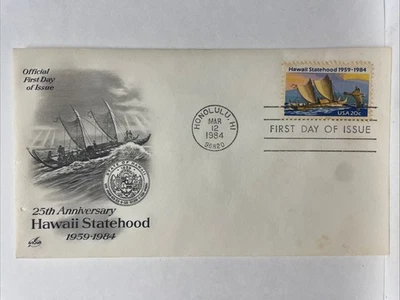 Official
First Day
of Issue
25th Anniversary
Hawaii Statehood
1959-1984
HONOLULU, HI
MAR
12
1984
96820
Hawaii Statehood 1959-1984
USA 20c
FIRST DAY OF ISSUE